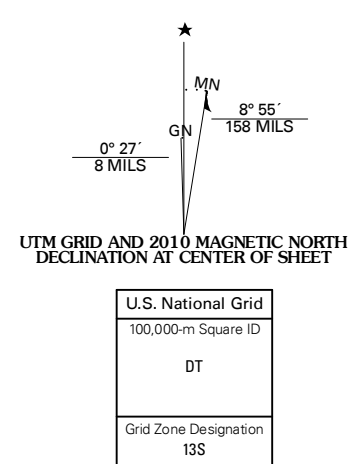 ★
MN
8° 55´
158 MILS
GN
0° 27´
8 MILS
UTM GRID AND 2010 MAGNETIC NORTH
DECLINATION AT CENTER OF SHEET
U.S. National Grid
100,000-m Square ID
DT
Grid Zone Designation
13S